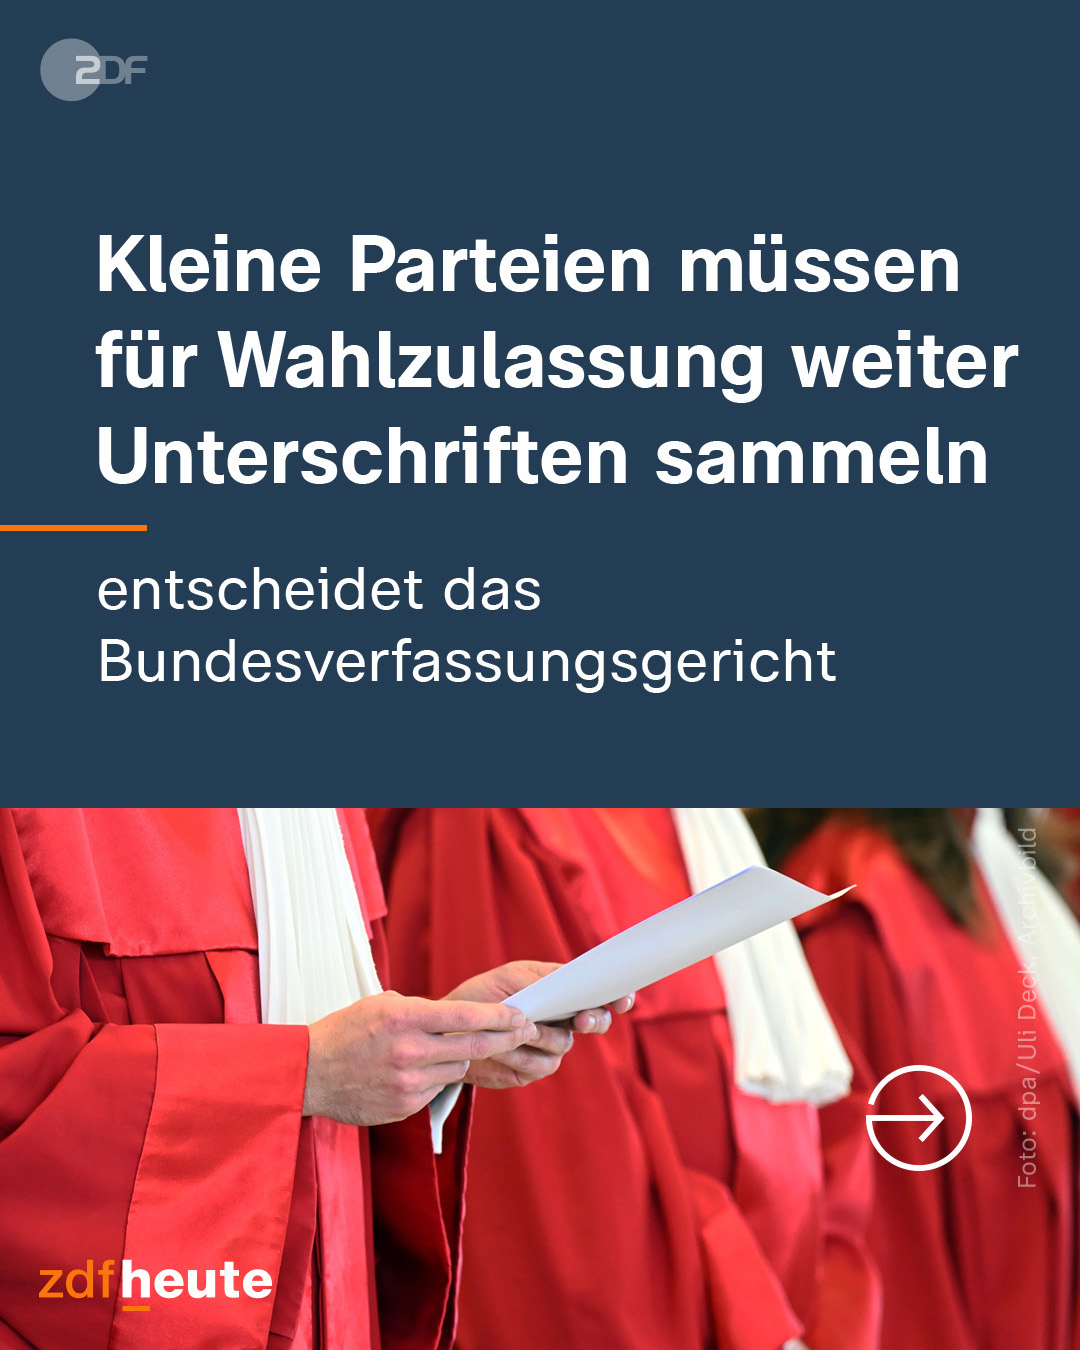 ZDF
Kleine Parteien müssen
für Wahlzulassung weiter
Unterschriften sammeln
entscheidet das
Bundesverfassungsgericht
Foto: dpa/Uli Deck, Archivbild
zdfheute